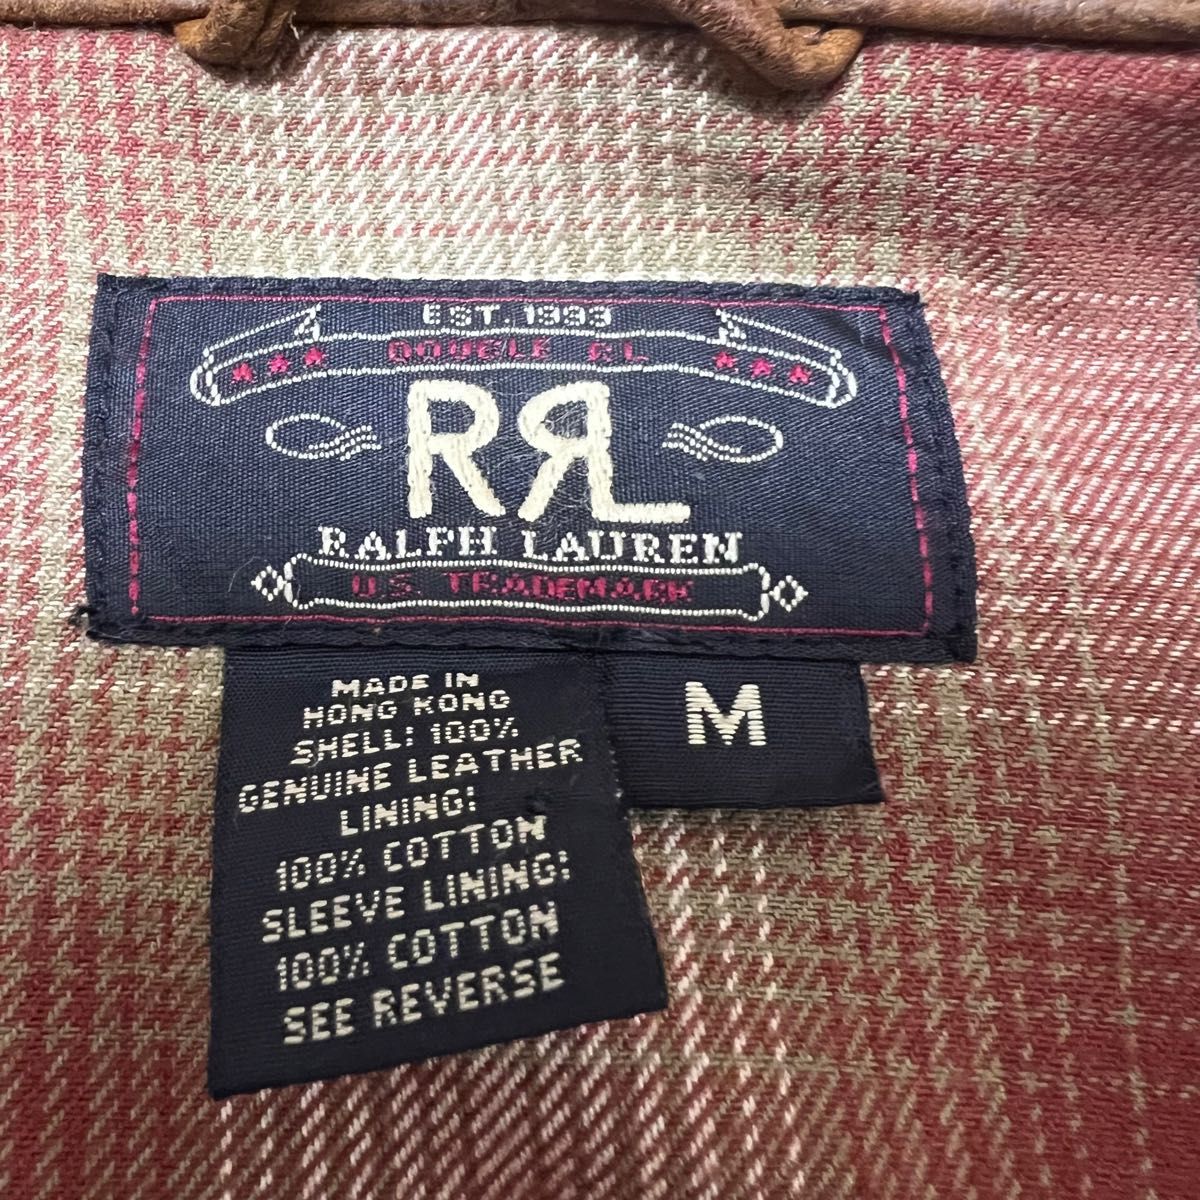 EST. 1993
DOUBLE RL
RRL
RALPH LAUREN
U.S. TRADEMARK
MADE IN
HONG KONG
SHELL: 100%
GENUINE LEATHER
LINING:
100% COTTON
SLEEVE LINING:
100% COTTON
SEE REVERSE
M